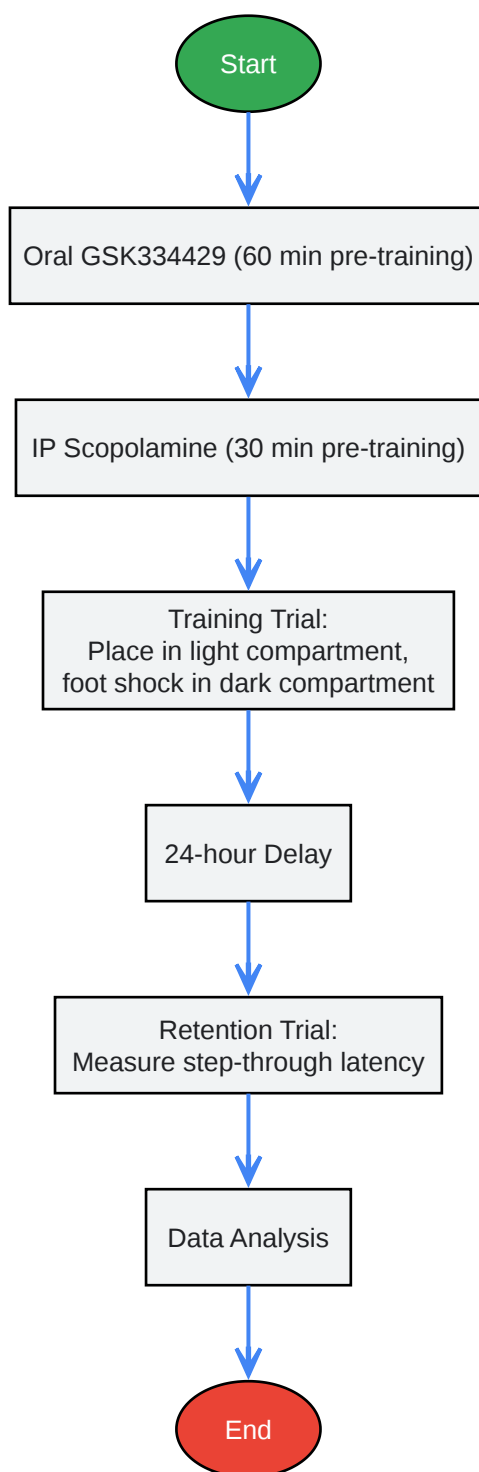 Start
Oral GSK334429 (60 min pre-training)
IP Scopolamine (30 min pre-training)
Training Trial:
Place in light compartment,
foot shock in dark compartment
24-hour Delay
Retention Trial:
Measure step-through latency
Data Analysis
End